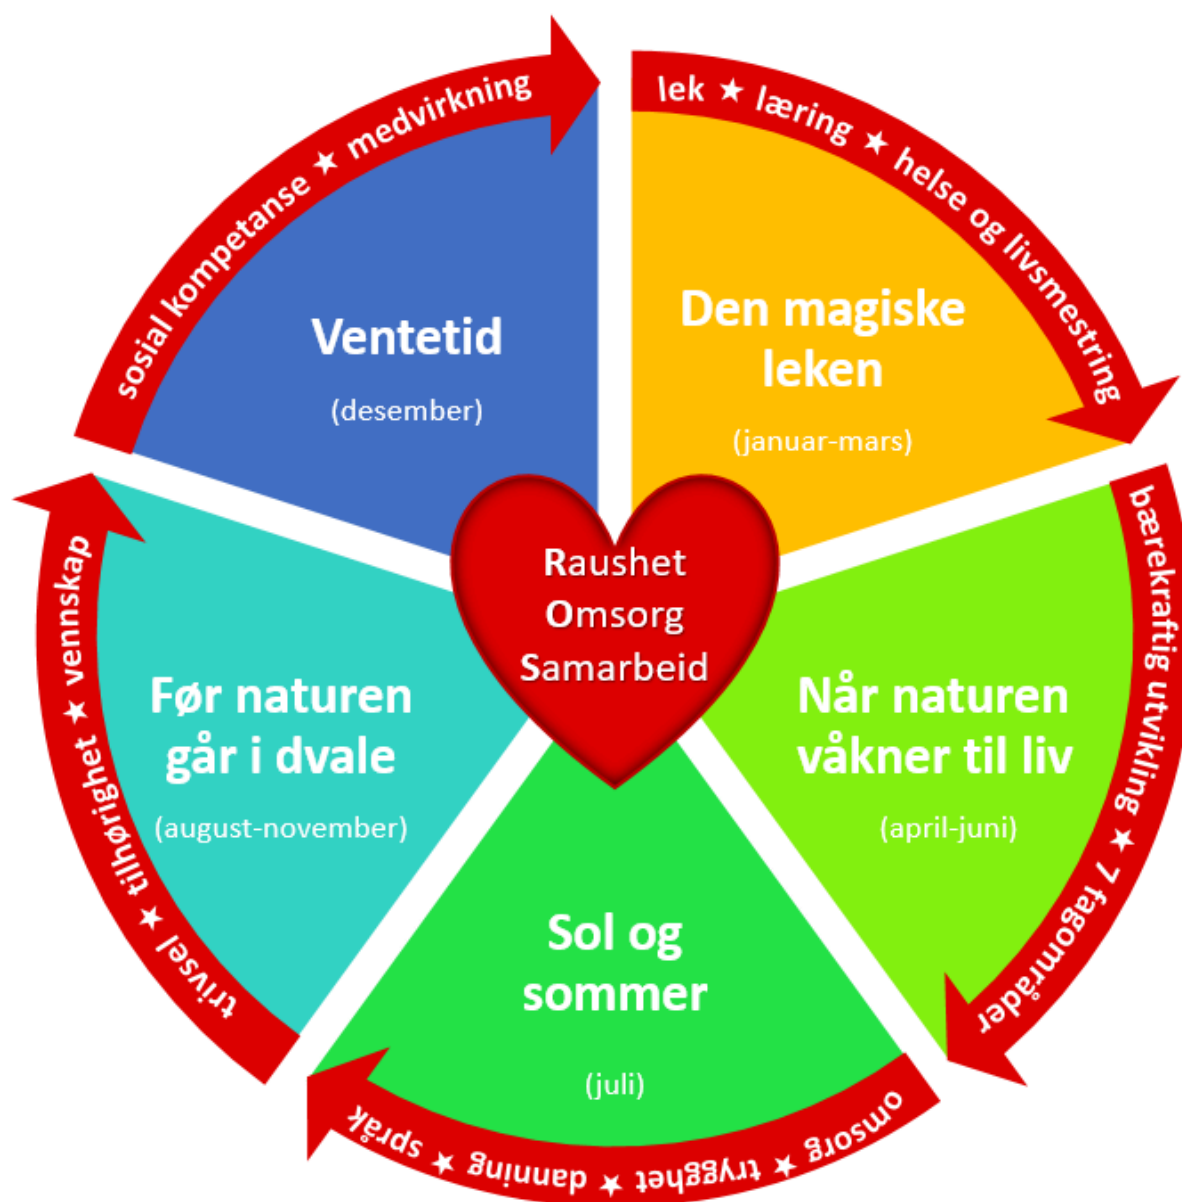 lek ★ læring ★ helse og livsmestring
Den magiske
leken
(januar-mars)
bærekraftig utvikling ★ 7 fagområder
Når naturen
våkner til liv
(april-juni)
omsorg ★ trygghet ★ danning ★ språk
Sol og
sommer
(juli)
trivsel ★ tilhørighet ★ vennskap
Før naturen
går i dvale
(august-november)
sosial kompetanse ★ medvirkning
Ventetid
(desember)
Raushet
Omsorg
Samarbeid